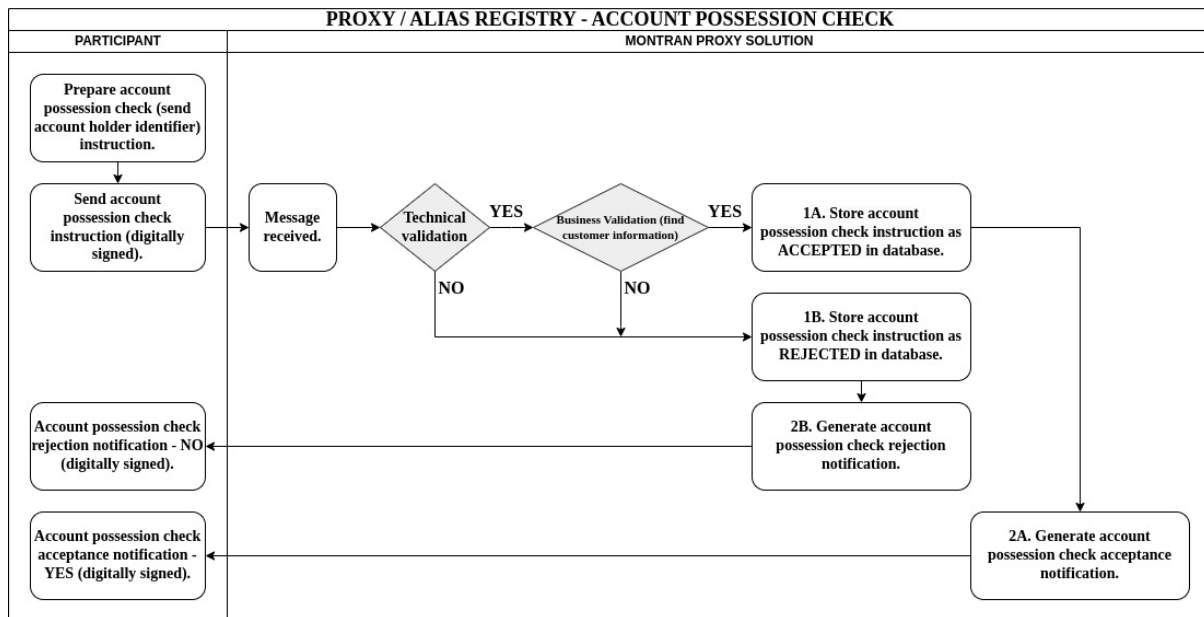 PROXY / ALIAS REGISTRY - ACCOUNT POSSESSION CHECK
PARTICIPANT
MONTRAN PROXY SOLUTION
Prepare account
possession check (send
account holder identifier)
instruction.
Send account
possession check
instruction (digitally
signed).
Message
received.
Technical
validation
YES
Business Validation (find
customer information)
YES
1A. Store account
possession check instruction as
ACCEPTED in database.
NO
NO
1B. Store account
possession check instruction as
REJECTED in database.
Account possession check
rejection notification - NO
(digitally signed).
2B. Generate account
possession check rejection
notification.
Account possession check
acceptance notification -
YES (digitally signed).
2A. Generate account
possession check acceptance
notification.